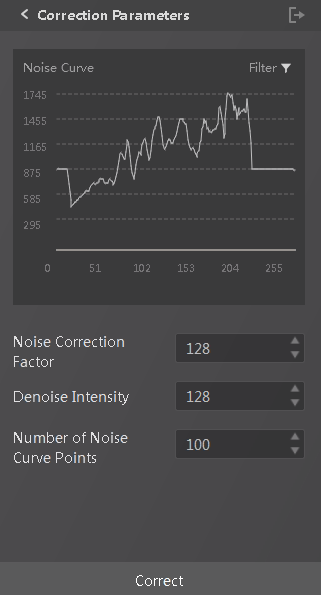 Correction Parameters
Noise Curve Filter
1745
1455
1165
875
585
295
0 51 102 153 204 255
Noise Correction
Factor
128
Denoise Intensity
128
Number of Noise
Curve Points
100
Correct